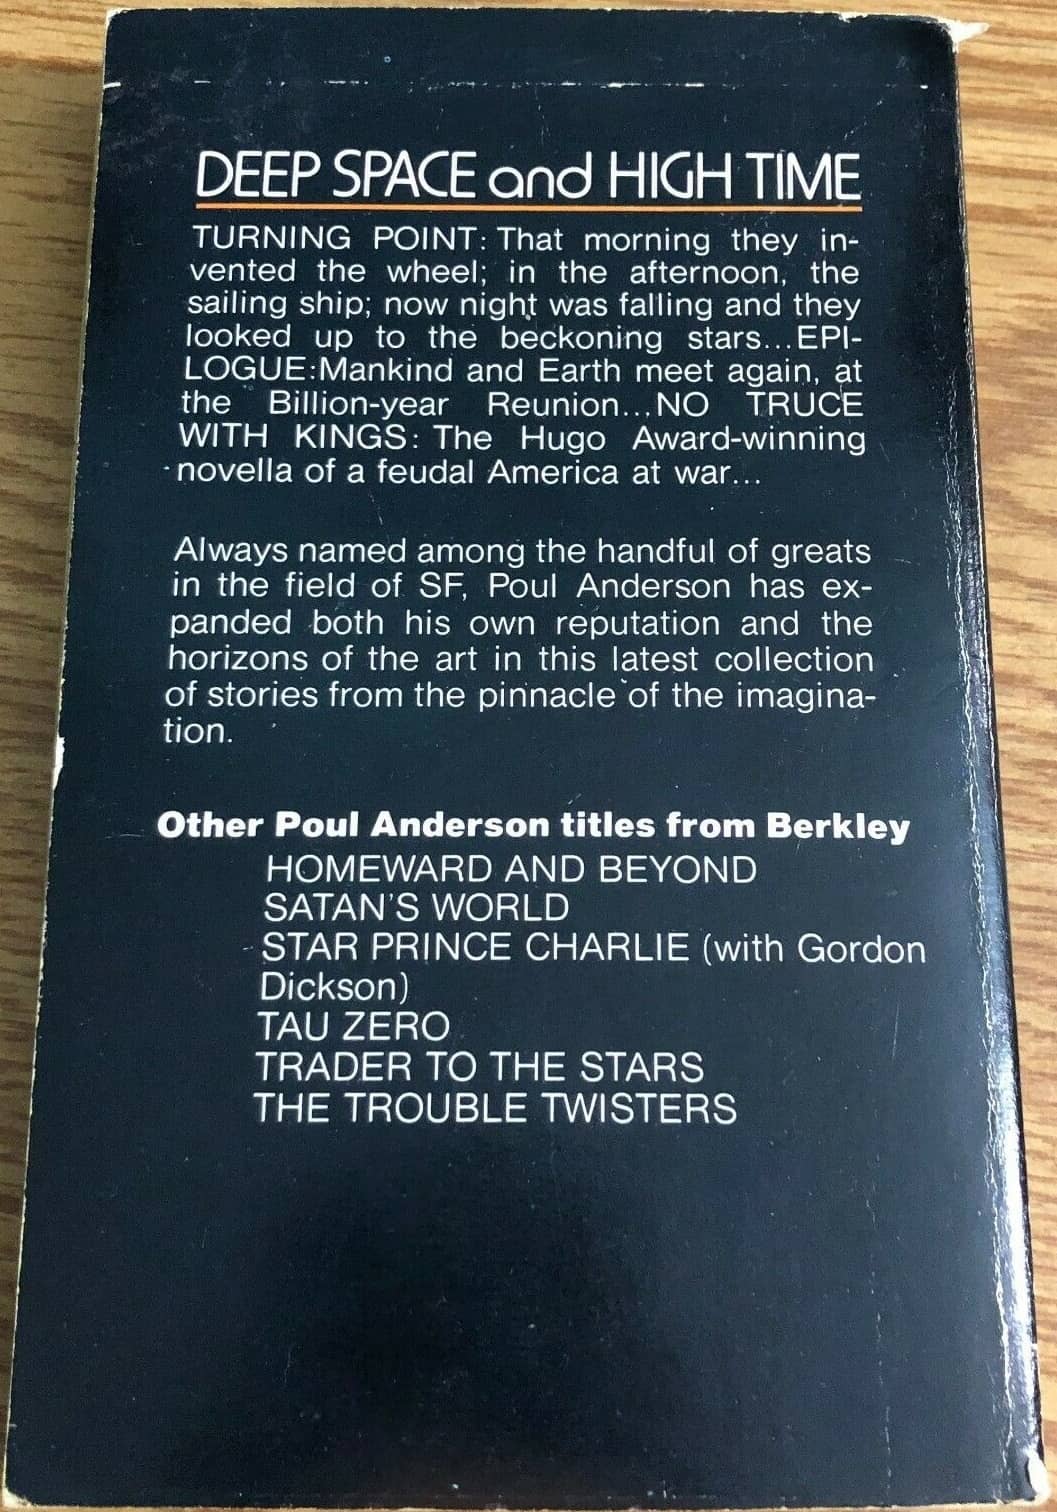 DEEP SPACE and HIGH TIME
TURNING POINT: That morning they in-
vented the wheel; in the afternoon, the
sailing ship; now night was falling and they
looked up to the beckoning stars...EPI-
LOGUE:Mankind and Earth meet again, at
the Billion-year Reunion...NO TRUCE
WITH KINGS: The Hugo Award-winning
novella of a feudal America at war...
Always named among the handful of greats
in the field of SF, Poul Anderson has ex-
panded both his own reputation and the
horizons of the art in this latest collection
of stories from the pinnacle of the imagina-
tion.
Other Poul Anderson titles from Berkley
HOMEWARD AND BEYOND
SATAN'S WORLD
STAR PRINCE CHARLIE (with Gordon
Dickson)
TAU ZERO
TRADER TO THE STARS
THE TROUBLE TWISTERS